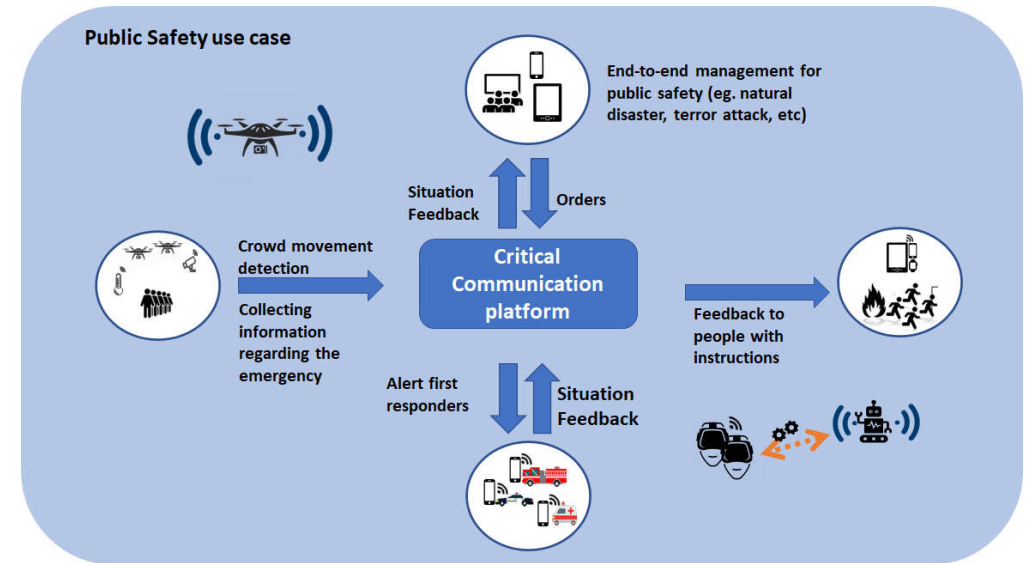 Public Safety use case
End-to-end management for
public safety (eg. natural
disaster, terror attack, etc)
Situation
Feedback
Orders
Crowd movement
detection
Collecting
information
regarding the
emergency
Critical
Communication
platform
Feedback to
people with
instructions
Alert first
responders
Situation
Feedback